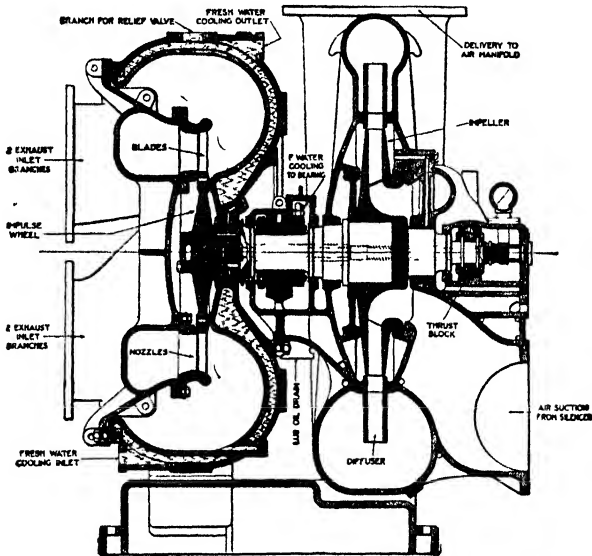 BRANCH FOR RELIEF VALVE
FRESH WATER
COOLING OUTLET
DELIVERY TO
AIR MANIFOLD
IMPELLER
BLADES
F WATER
COOLING
TO BEARING
2 EXHAUST
INLET
BRANCHES
IMPULSE
WHEEL
2 EXHAUST
INLET
BRANCHES
NOZZLES
THRUST
BLOCK
LUB OIL DRAIN
AIR SUCTION
FROM SILENCER
DIFFUSER
FRESH WATER
COOLING INLET